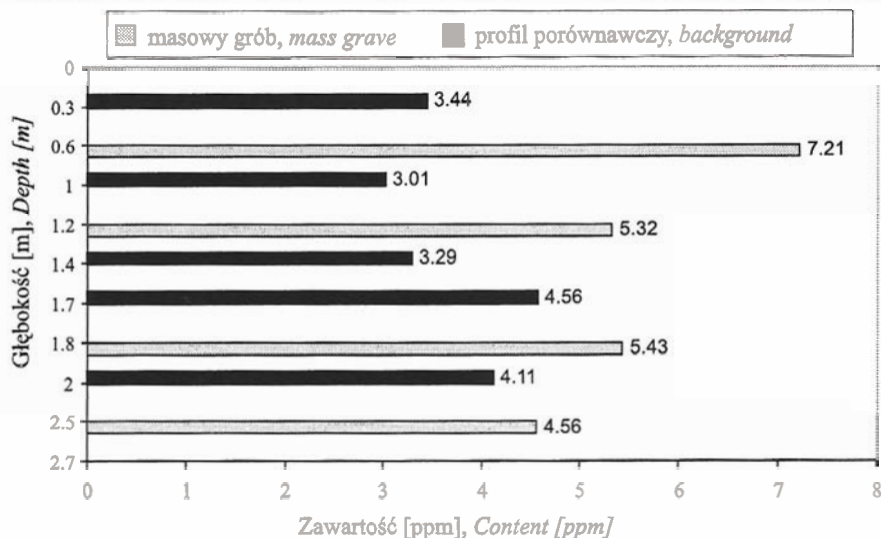 masowy grób, mass grave profil porównawczy, background
0
0.3 3.44
0.6 7.21
1 3.01
1.2 5.32
1.4 3.29
1.7 4.56
1.8 5.43
2 4.11
2.5 4.56
2.7
Głębokość [m], Depth [m]
0 1 2 3 4 5 6 7 8
Zawartość [ppm], Content [ppm]